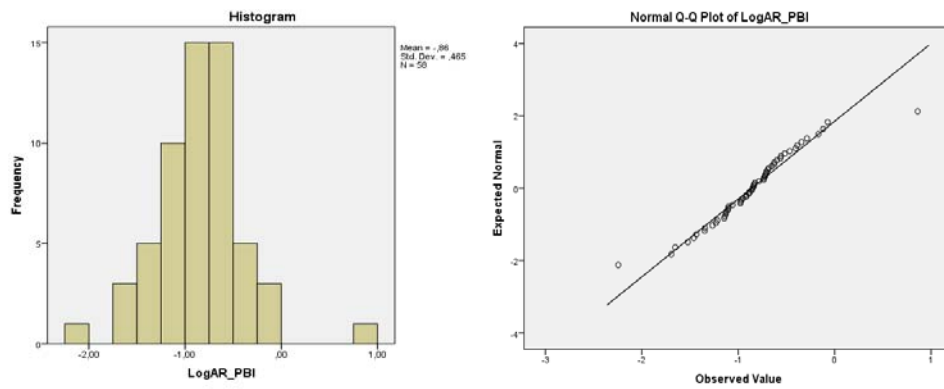 Histogram
Mean = -,86
Std. Dev. = ,465
N = 58
15
10
5
0
Frequency
-2,00
-1,00
,00
1,00
LogAR_PBI
Normal Q-Q Plot of LogAR_PBI
4
2
0
-2
-4
Expected Normal
-3
-2
-1
0
1
Observed Value